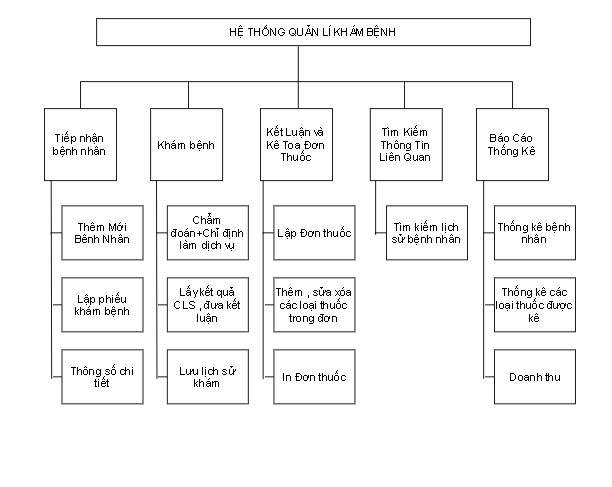 HỆ THỐNG QUẢN LÍ KHÁM BỆNH
Tiếp nhận
bệnh nhân
Khám bệnh
Kết Luận và
Kê Toa Đơn
Thuốc
Tìm Kiếm
Thông Tin
Liên Quan
Báo Cáo
Thống Kê
Thêm Mới
Bênh Nhân
Chẩm
đoán+Chỉ định
làm dịch vụ
Lập Đơn thuốc
Tìm kiếm lịch
sử bệnh nhân
Thống kê bệnh
nhân
Lập phiếu
khám bệnh
Lấy kết quả
CLS , đưa kết
luận
Thêm , sửa xóa
các loại thuốc
trong đơn
Thống kê các
loại thuốc được
kê
Thông số chi
tiết
Lưu lịch sử
khám
In Đơn thuốc
Doanh thu